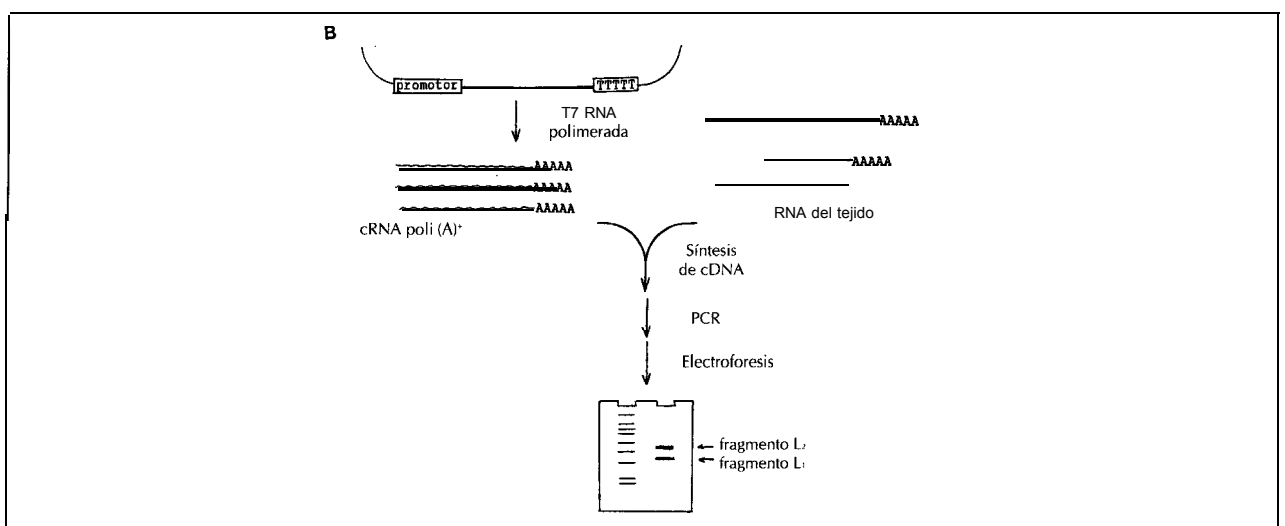 B
promotor
TTTTT
T7 RNA
polimerada
AAAAA
AAAAA
AAAAA
AAAAA
AAAAA
cRNA poli (A)⁺
RNA del tejido
Síntesis
de cDNA
PCR
Electroforesis
fragmento L₂
fragmento L₁